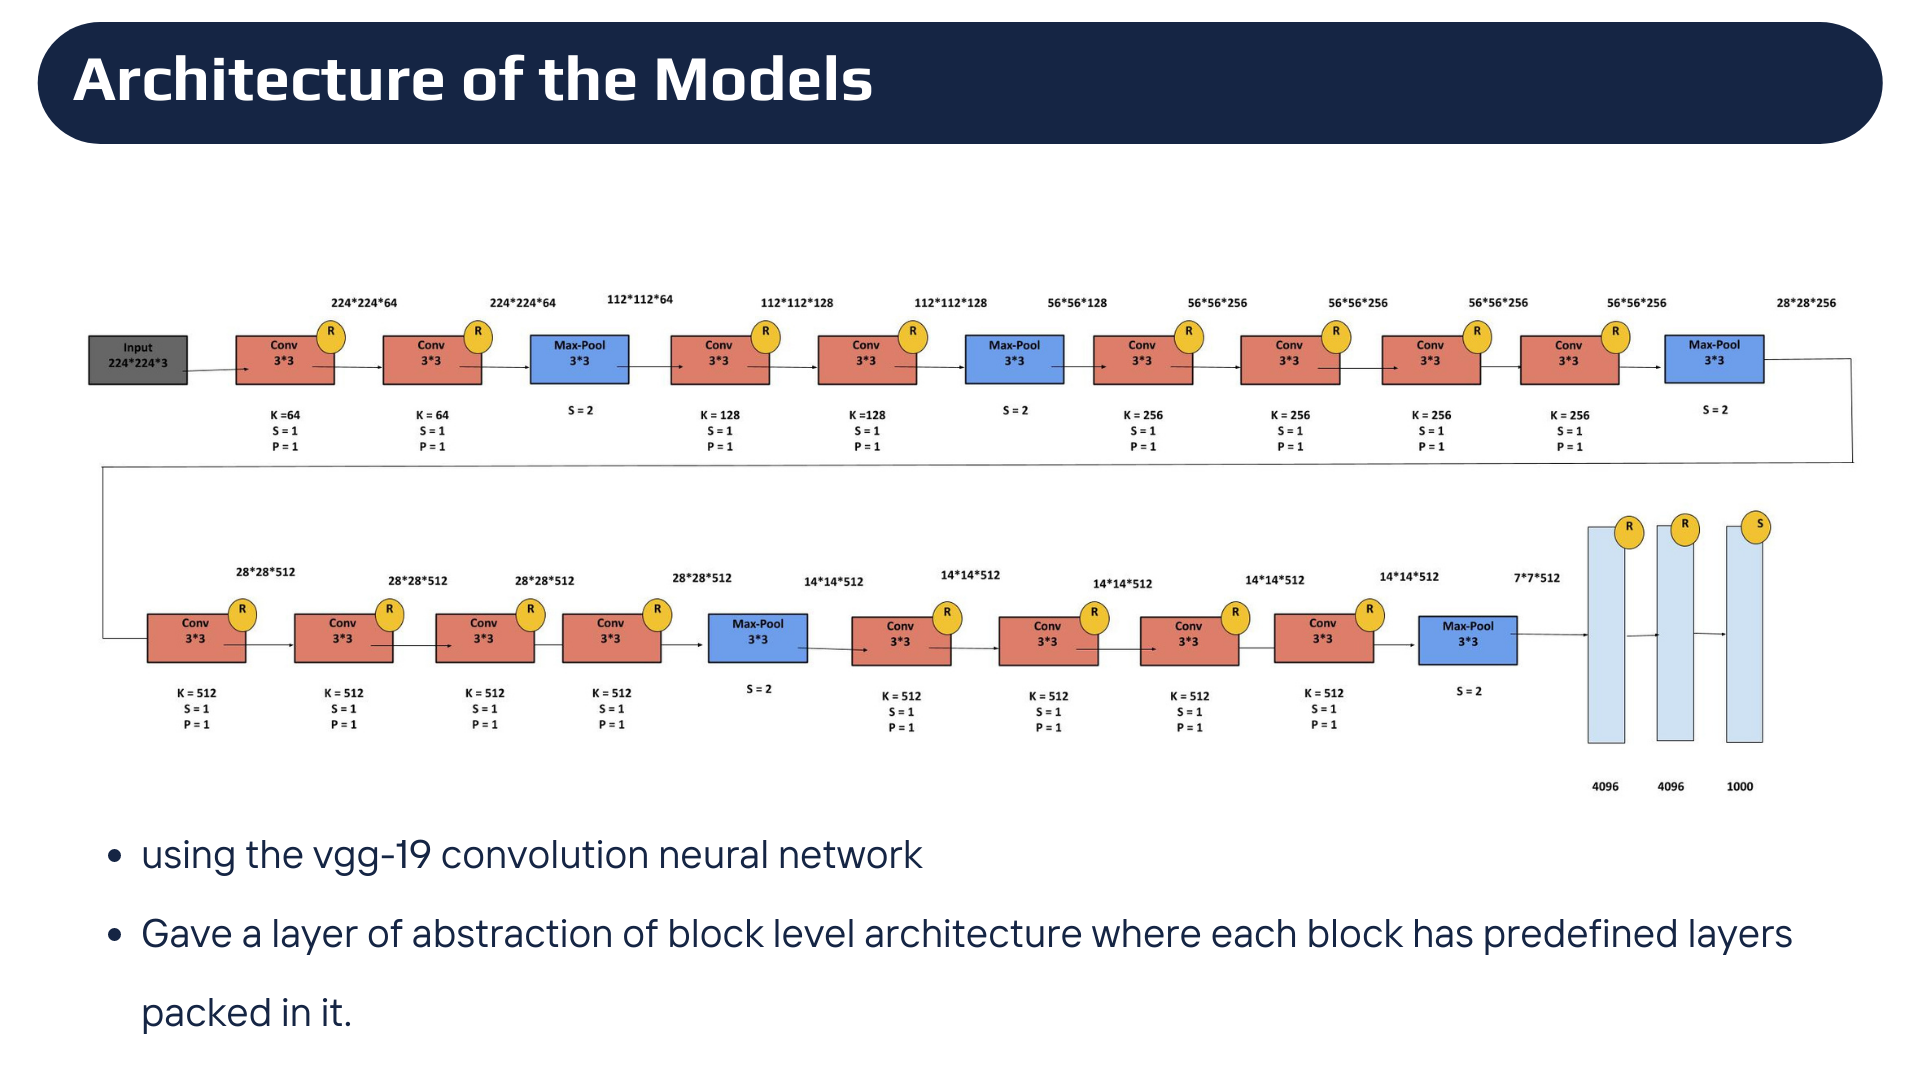 Architecture of the Models
224*224*64 224*224*64 112*112*64 112*112*128 112*112*128 56*56*128 56*56*256 56*56*256 56*56*256 56*56*256 28*28*256
R R R R R R R R
Input Conv Conv Max-Pool Conv Conv Max-Pool Conv Conv Conv Conv Max-Pool
224*224*3 3*3 3*3 3*3 3*3 3*3 3*3 3*3 3*3 3*3 3*3 3*3
K =64 K = 64 S = 2 K = 128 K =128 S = 2 K = 256 K = 256 K = 256 K = 256 S = 2
S = 1 S = 1 S = 1 S = 1 S = 1 S = 1 S = 1 S = 1
P = 1 P = 1 P = 1 P = 1 P = 1 P = 1 P = 1 P = 1
R R S
28*28*512 28*28*512 28*28*512 28*28*512 14*14*512 14*14*512 14*14*512 14*14*512 14*14*512 7*7*512
R R R R R R R R
Conv Conv Conv Conv Max-Pool Conv Conv Conv Conv Max-Pool
3*3 3*3 3*3 3*3 3*3 3*3 3*3 3*3 3*3 3*3
K = 512 K = 512 K = 512 K = 512 S = 2 K = 512 K = 512 K = 512 K = 512 S = 2
S = 1 S = 1 S = 1 S = 1 S = 1 S = 1 S = 1 S = 1
P = 1 P = 1 P = 1 P = 1 P = 1 P = 1 P = 1 P = 1
4096 4096 1000
• using the vgg-19 convolution neural network
• Gave a layer of abstraction of block level architecture where each block has predefined layers
packed in it.